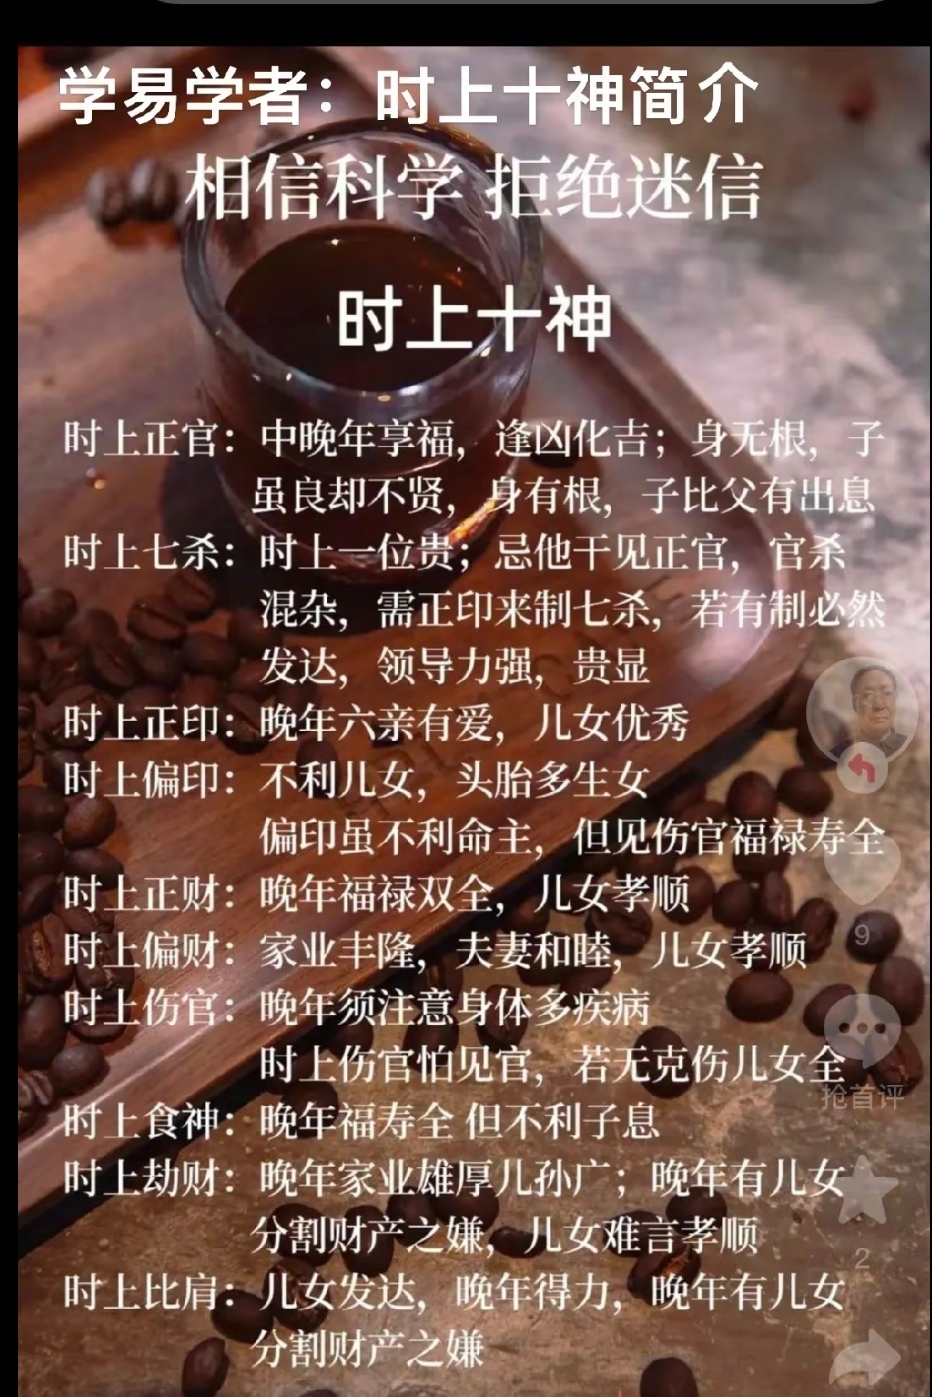 学易学者：时上十神简介
相信科学 拒绝迷信
时上十神
时上正官：中晚年享福，逢凶化吉；身无根，子
虽良却不贤，身有根，子比父有出息
时上七杀：时上一位贵；忌他干见正官，官杀
混杂，需正印来制七杀，若有制必然
发达，领导力强，贵显
时上正印：晚年六亲有爱，儿女优秀
时上偏印：不利儿女，头胎多生女
偏印虽不利命主，但见伤官福禄寿全
时上正财：晚年福禄双全，儿女孝顺
时上偏财：家业丰隆，夫妻和睦，儿女孝顺
9
时上伤官：晚年须注意身体多疾病
时上伤官怕见官，若无克伤儿女全
抢首评
时上食神：晚年福寿全 但不利子息
时上劫财：晚年家业雄厚儿孙广；晚年有儿女
分割财产之嫌，儿女难言孝顺
2
时上比肩：儿女发达，晚年得力，晚年有儿女
分割财产之嫌